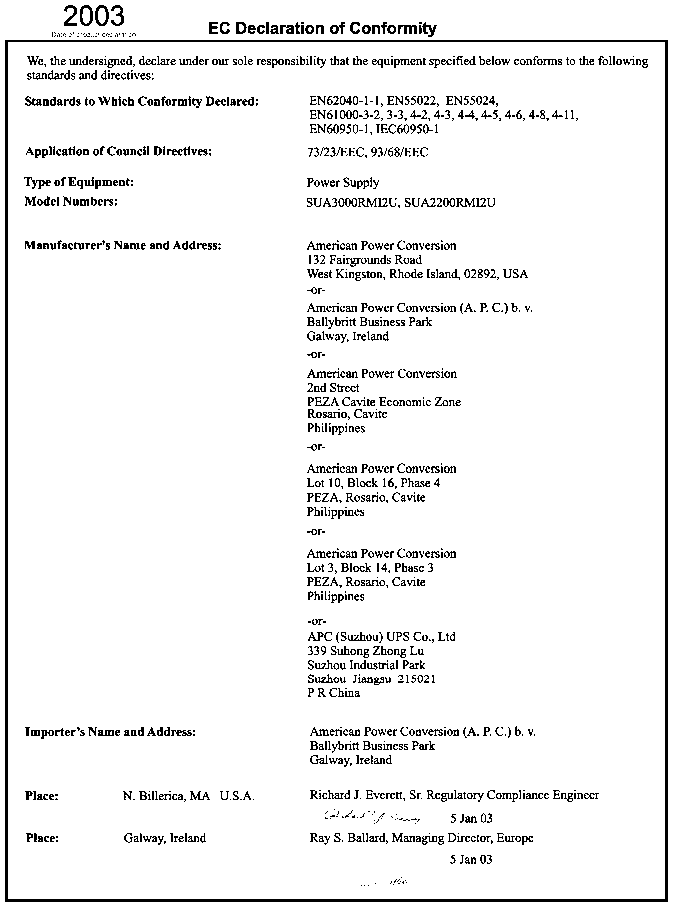 2003
Date of product declaration
EC Declaration of Conformity
We, the undersigned, declare under our sole responsibility that the equipment specified below conforms to the following
standards and directives:
Standards to Which Conformity Declared: EN62040-1-1, EN55022, EN55024,
EN61000-3-2, 3-3, 4-2, 4-3, 4-4, 4-5, 4-6, 4-8, 4-11,
EN60950-1, IEC60950-1
Application of Council Directives: 73/23/EEC, 93/68/EEC
Type of Equipment: Power Supply
Model Numbers: SUA3000RMI2U, SUA2200RMI2U
Manufacturer's Name and Address: American Power Conversion
132 Fairgrounds Road
West Kingston, Rhode Island, 02892, USA
-or-
American Power Conversion (A. P. C.) b. v.
Ballybritt Business Park
Galway, Ireland
-or-
American Power Conversion
2nd Street
PEZA Cavite Economic Zone
Rosario, Cavite
Philippines
-or-
American Power Conversion
Lot 10, Block 16, Phase 4
PEZA, Rosario, Cavite
Philippines
-or-
American Power Conversion
Lot 3, Block 14, Phase 3
PEZA, Rosario, Cavite
Philippines
-or-
APC (Suzhou) UPS Co., Ltd
339 Suhong Zhong Lu
Suzhou Industrial Park
Suzhou Jiangsu 215021
P R China
Importer's Name and Address: American Power Conversion (A. P. C.) b. v.
Ballybritt Business Park
Galway, Ireland
Place: N. Billerica, MA U.S.A. Richard J. Everett, Sr. Regulatory Compliance Engineer
5 Jan 03
Place: Galway, Ireland Ray S. Ballard, Managing Director, Europe
5 Jan 03